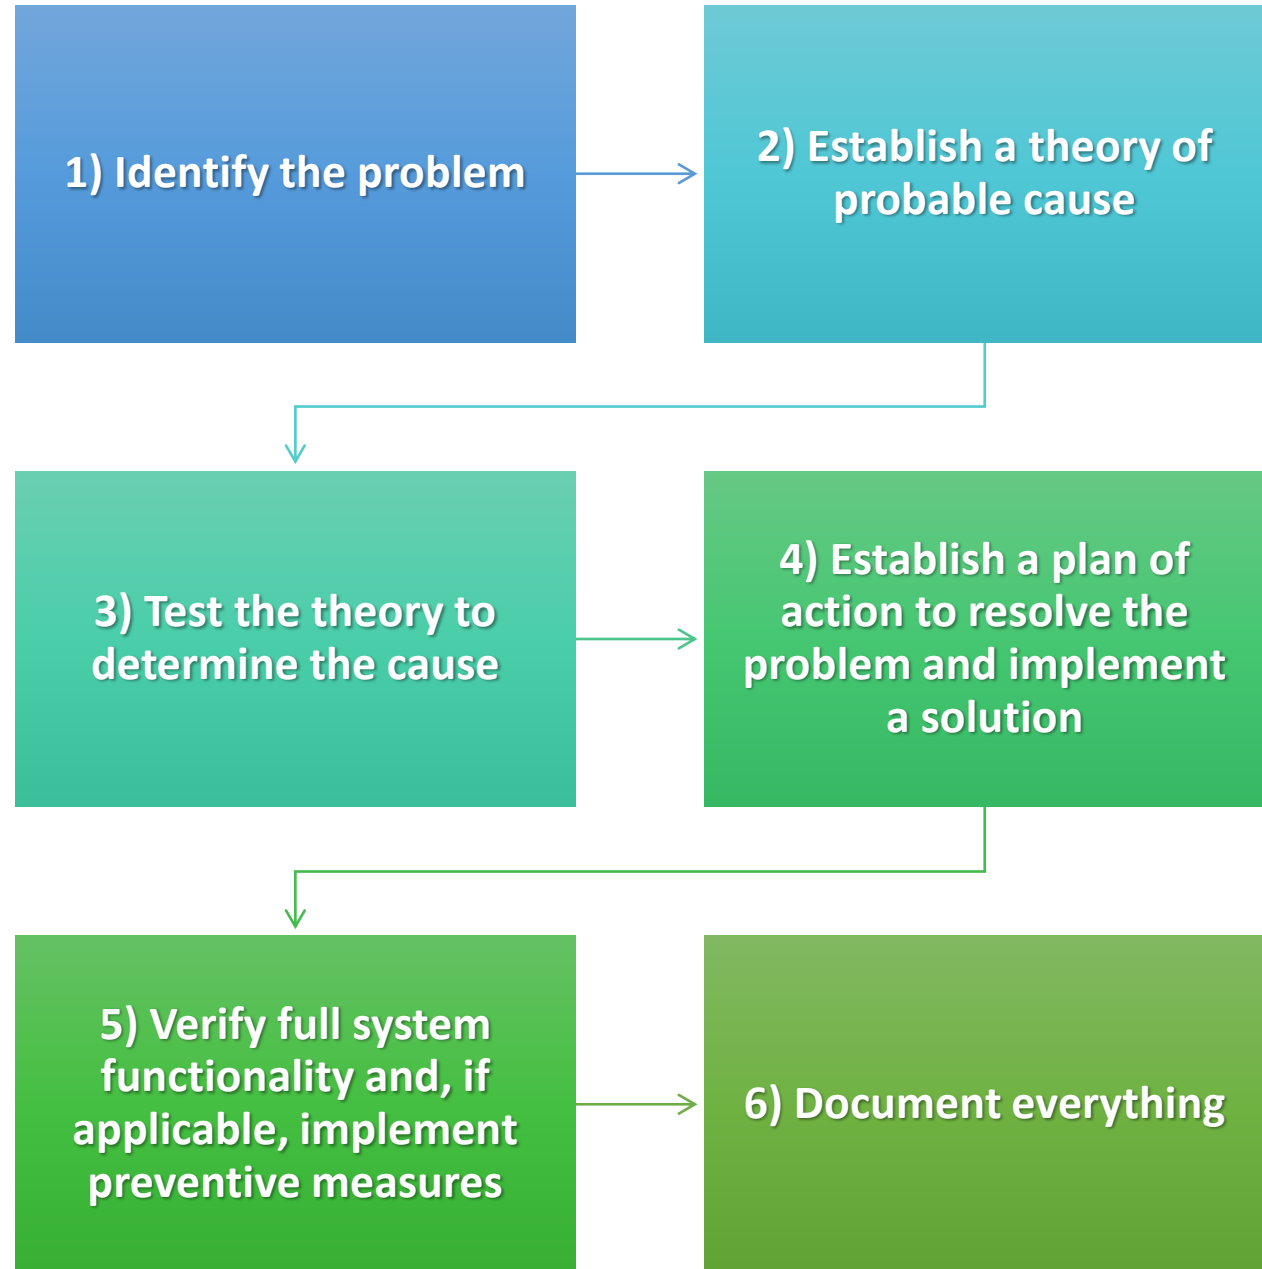 1) Identify the problem
2) Establish a theory of
probable cause
3) Test the theory to
determine the cause
4) Establish a plan of
action to resolve the
problem and implement
a solution
5) Verify full system
functionality and, if
applicable, implement
preventive measures
6) Document everything